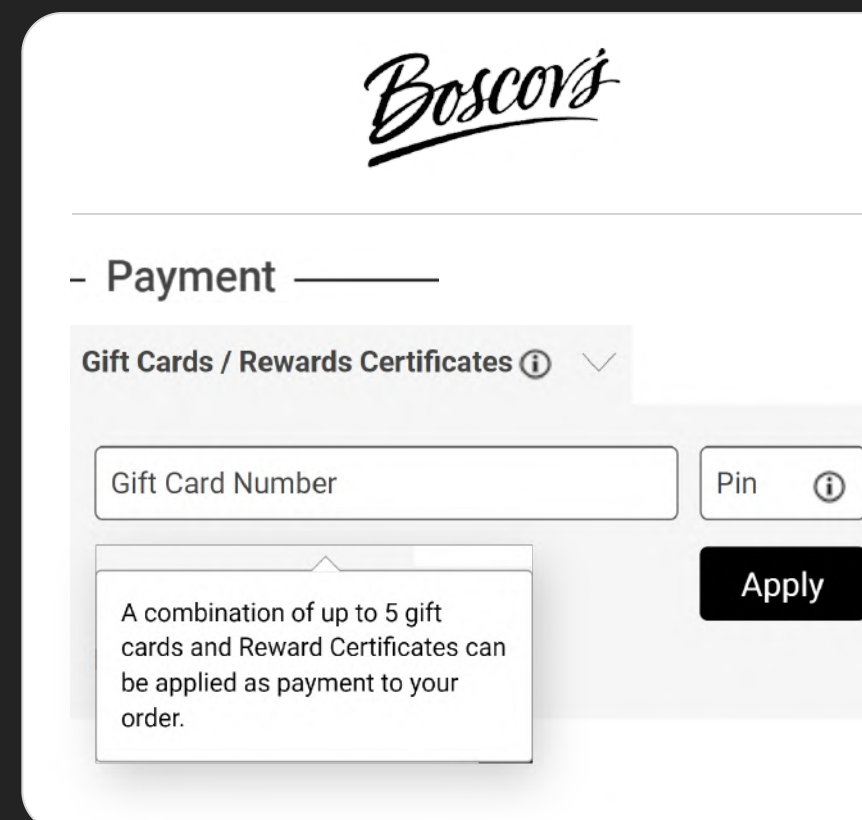 Boscov's
Payment
Gift Cards / Rewards Certificates
Gift Card Number
Pin
Apply
A combination of up to 5 gift
cards and Reward Certificates can
be applied as payment to your
order.